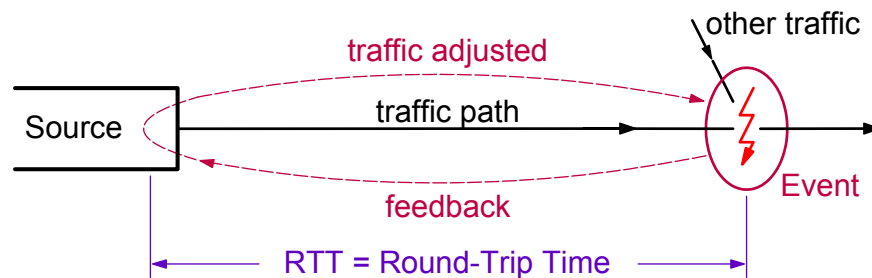 other traffic
traffic adjusted
Source
traffic path
Event
feedback
RTT = Round-Trip Time